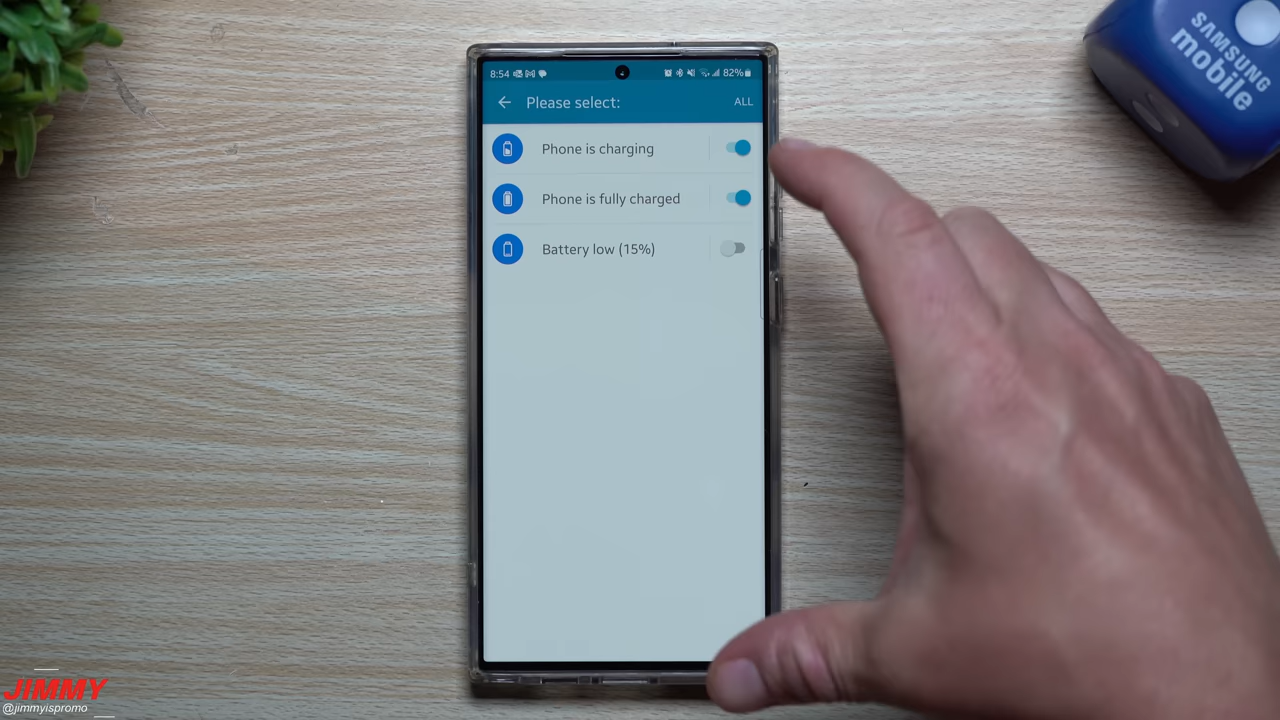 8:54
82%
Please select:
ALL
Phone is charging
Phone is fully charged
Battery low (15%)
SAMSUNG
mobile
JIMMY
@jimmyispromo